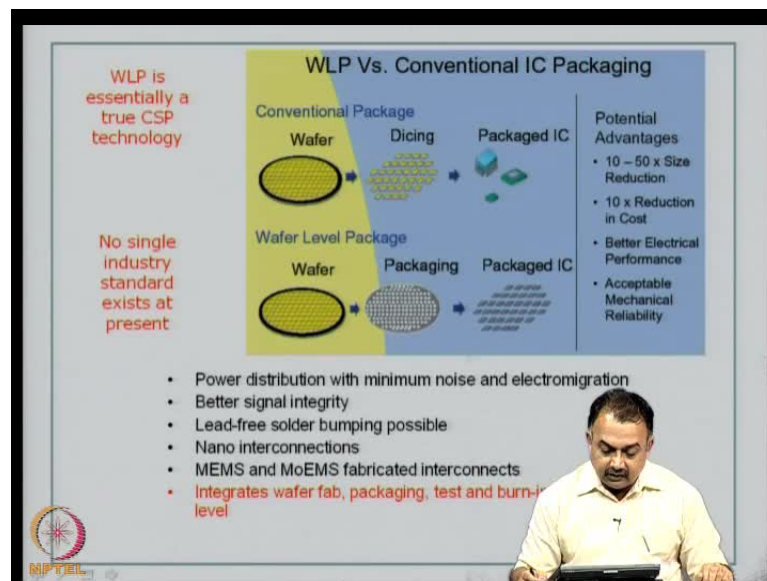 WLP is
essentially a
true CSP
technology
No single
industry
standard
exists at
present
WLP Vs. Conventional IC Packaging
Conventional Package
Wafer
Dicing
Packaged IC
Wafer Level Package
Wafer
Packaging
Packaged IC
Potential
Advantages
• 10 – 50 x Size
Reduction
• 10 x Reduction
in Cost
• Better Electrical
Performance
• Acceptable
Mechanical
Reliability
• Power distribution with minimum noise and electromigration
• Better signal integrity
• Lead-free solder bumping possible
• Nano interconnections
• MEMS and MoEMS fabricated interconnects
• Integrates wafer fab, packaging, test and burn-in
level
NPTEL